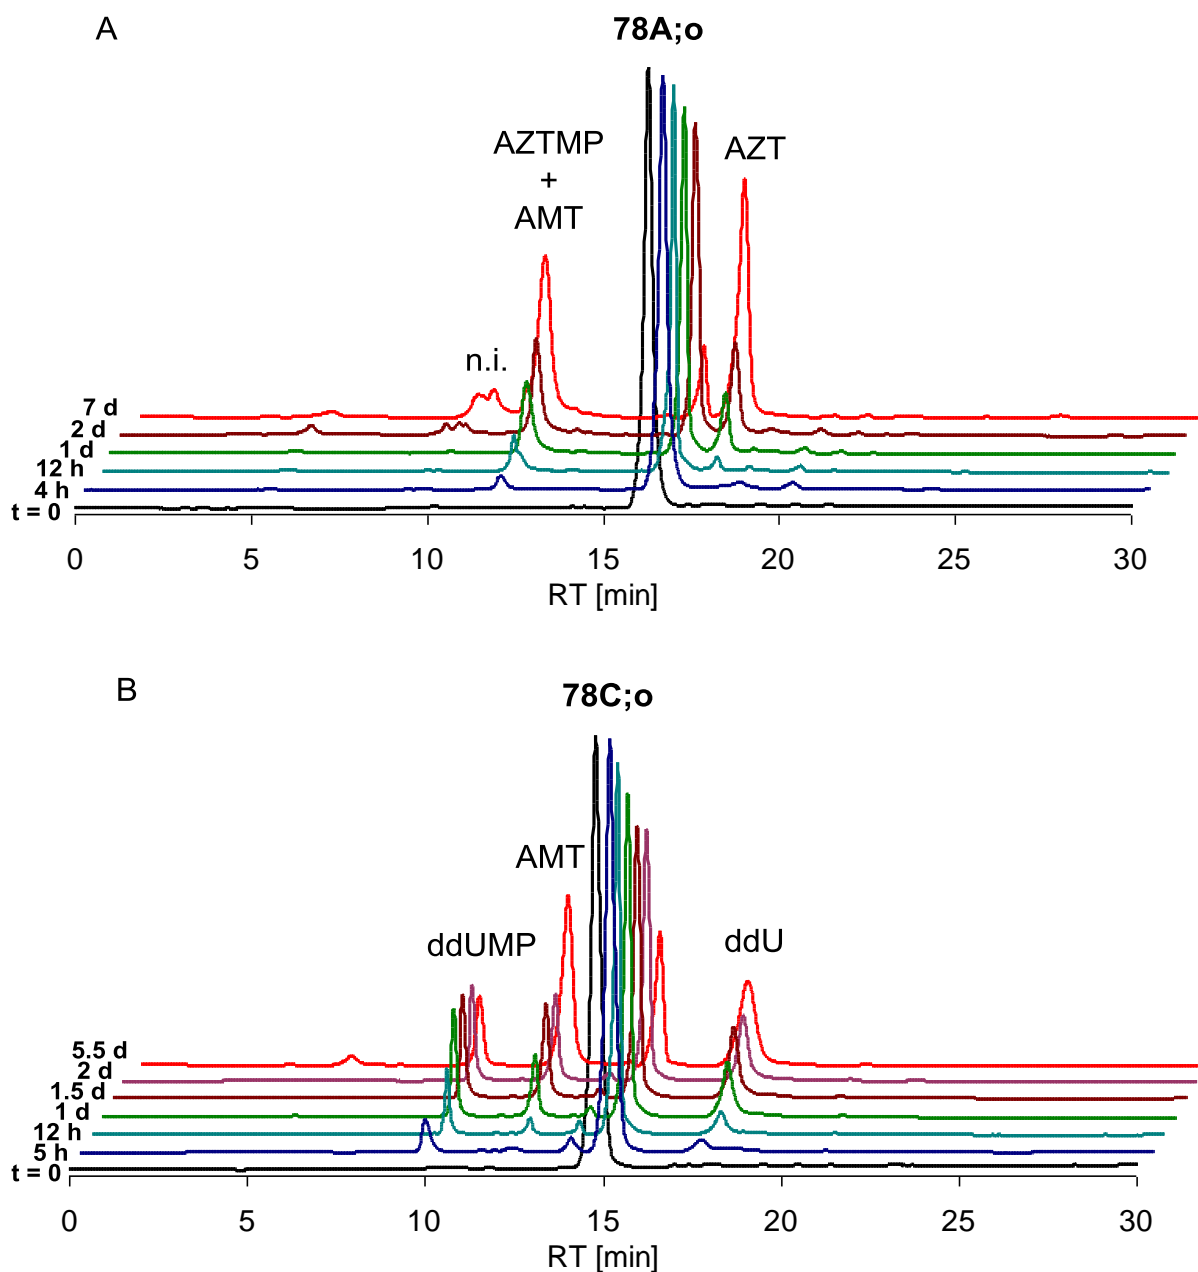 A
78A;o
AZTMP
+
AMT
AZT
n.i.
7 d
2 d
1 d
12 h
4 h
t = 0
0 5 10 15 20 25 30
RT [min]
B
78C;o
AMT
ddUMP
ddU
5.5 d
2 d
1.5 d
1 d
12 h
5 h
t = 0
0 5 10 15 20 25 30
RT [min]